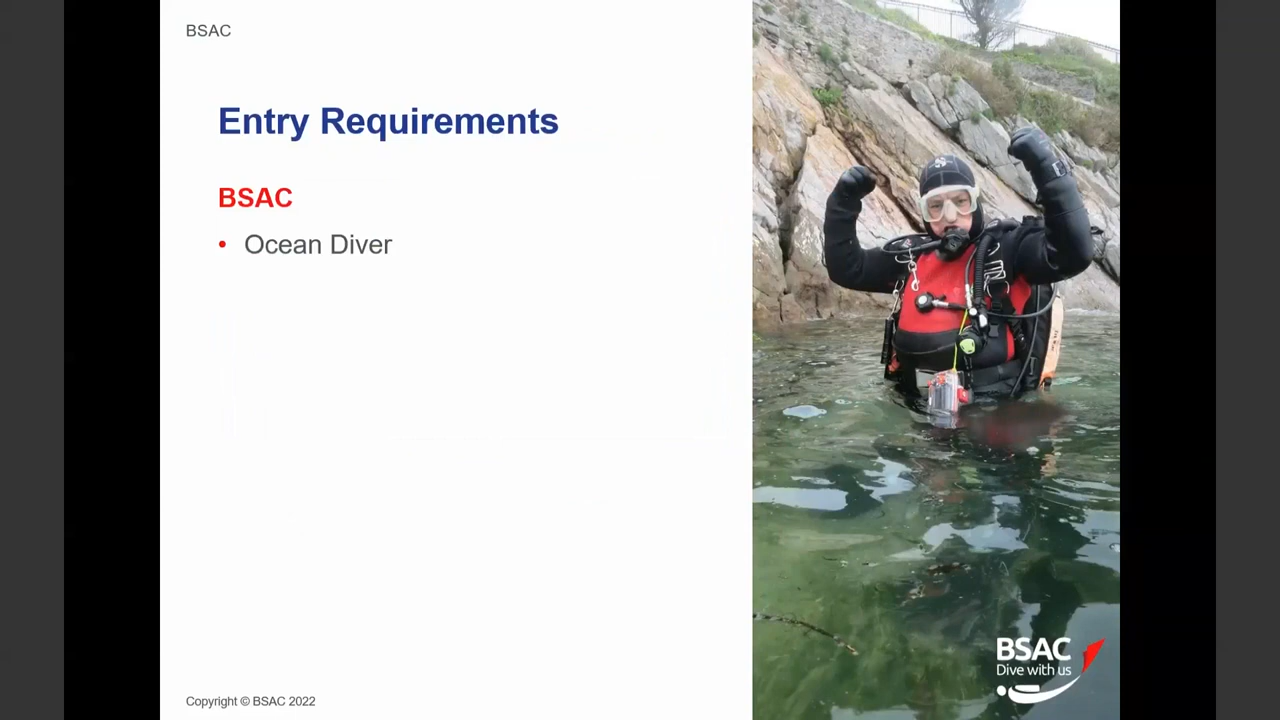 BSAC
Entry Requirements
BSAC
• Ocean Diver
BSAC
Dive with us
Copyright © BSAC 2022